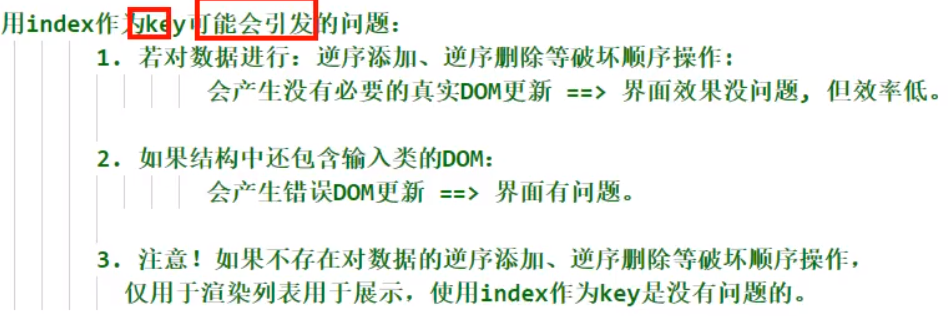 用index作为key可能会引发的问题：
1. 若对数据进行：逆序添加、逆序删除等破坏顺序操作：
会产生没有必要的真实DOM更新 ==> 界面效果没问题, 但效率低。
2. 如果结构中还包含输入类的DOM：
会产生错误DOM更新 ==> 界面有问题。
3. 注意！如果不存在对数据的逆序添加、逆序删除等破坏顺序操作，
仅用于渲染列表用于展示，使用index作为key是没有问题的。